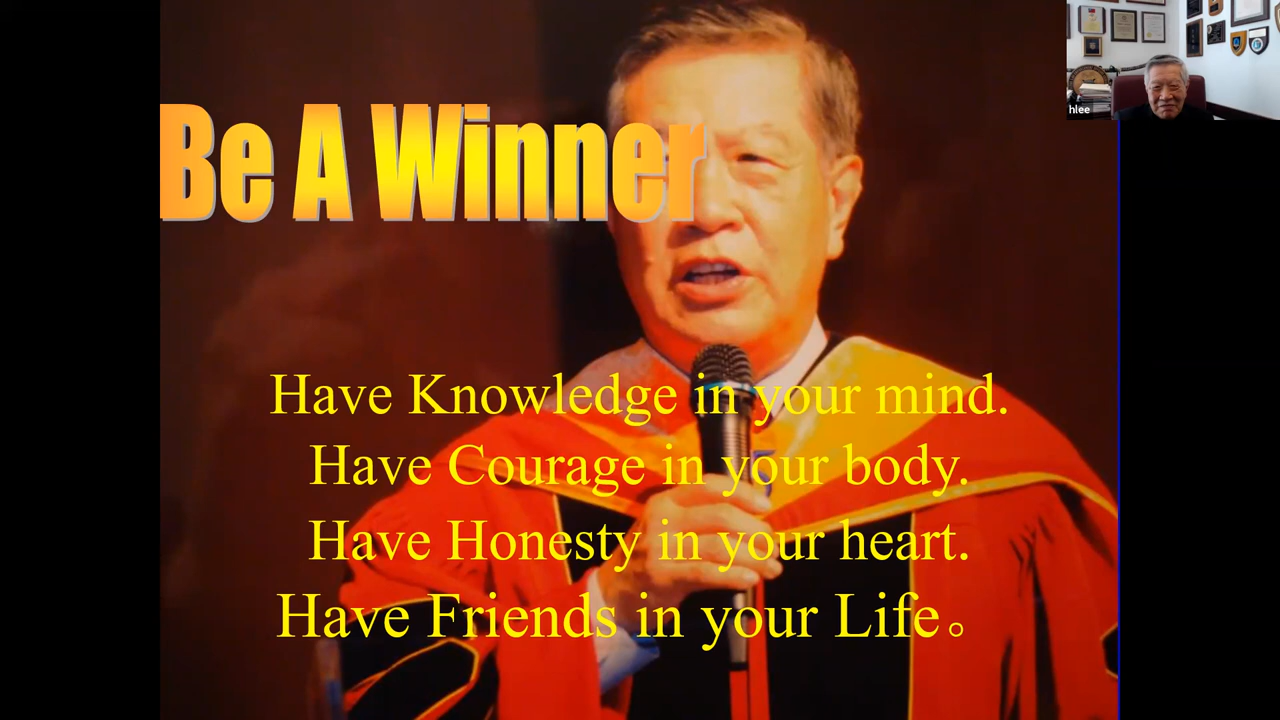 hlee
Be A Winner
Have Knowledge in your mind.
Have Courage in your body.
Have Honesty in your heart.
Have Friends in your Life。